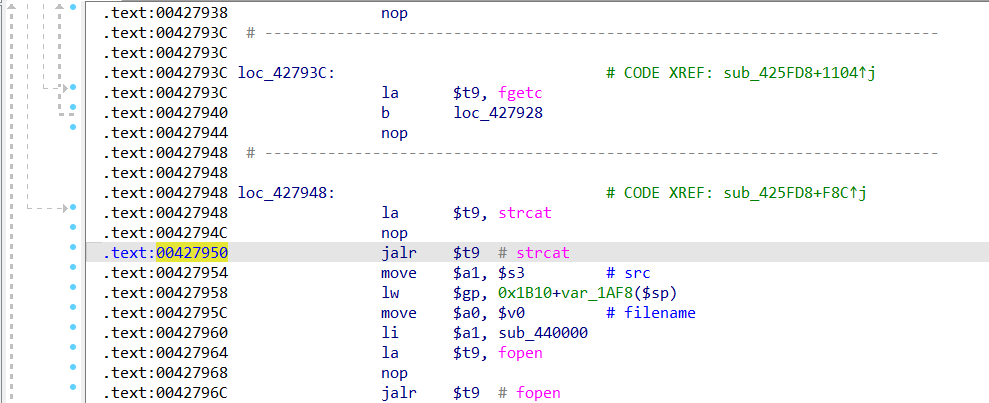 .text:00427938 nop
.text:0042793C # ---------------------------------------------------------------------------
.text:0042793C
.text:0042793C loc_42793C: # CODE XREF: sub_425FD8+1104↑j
.text:0042793C la $t9, fgetc
.text:00427940 b loc_427928
.text:00427944 nop
.text:00427948 # ---------------------------------------------------------------------------
.text:00427948
.text:00427948 loc_427948: # CODE XREF: sub_425FD8+F8C↑j
.text:00427948 la $t9, strcat
.text:0042794C nop
.text:00427950 jalr $t9 # strcat
.text:00427954 move $a1, $s3 # src
.text:00427958 lw $gp, 0x1B10+var_1AF8($sp)
.text:0042795C move $a0, $v0 # filename
.text:00427960 li $a1, sub_440000
.text:00427964 la $t9, fopen
.text:00427968 nop
.text:0042796C jalr $t9 # fopen